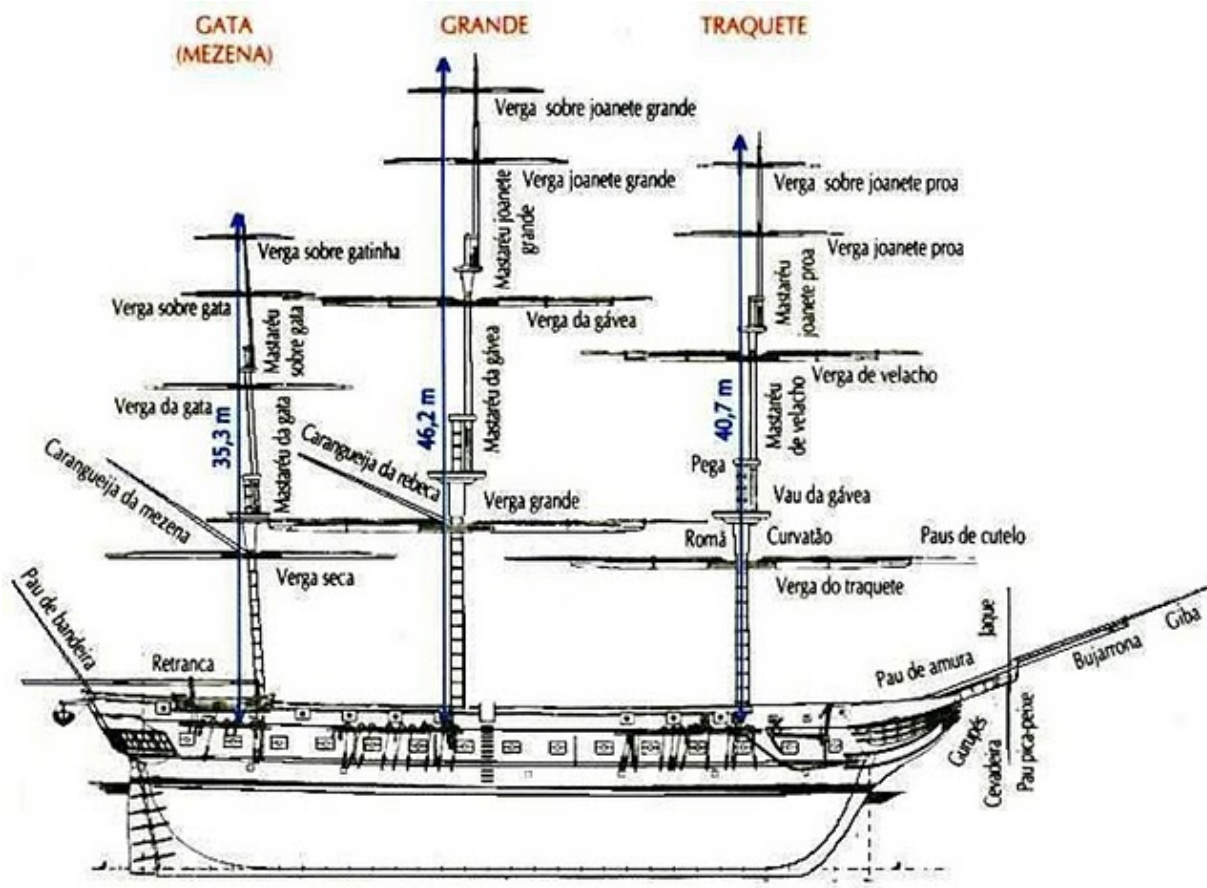 GATA
(MEZENA)
GRANDE
TRAQUETE
Verga sobre joanete grande
Verga joanete grande
Mastaréu joanete
grande
Verga sobre joanete proa
Verga joanete proa
Mastaréu
joanete proa
Verga sobre gatinha
Verga sobre gata
Mastaréu
sobre gata
Verga da gávea
Mastaréu da gávea
Verga de velacho
Mastaréu
de velacho
Verga da gata
Mastaréu da gata
35,3 m
46,2 m
40,7 m
Carangueija da mezena
Carangueija da rebeca
Pega
Vau da gávea
Verga grande
Romã
Curvatão
Paus de cutelo
Verga seca
Verga do traquete
Pau de bandeira
Retranca
Jaque
Giba
Bujarrona
Pau de amura
Gurupés
Cevadeira
Pau pica-peixe